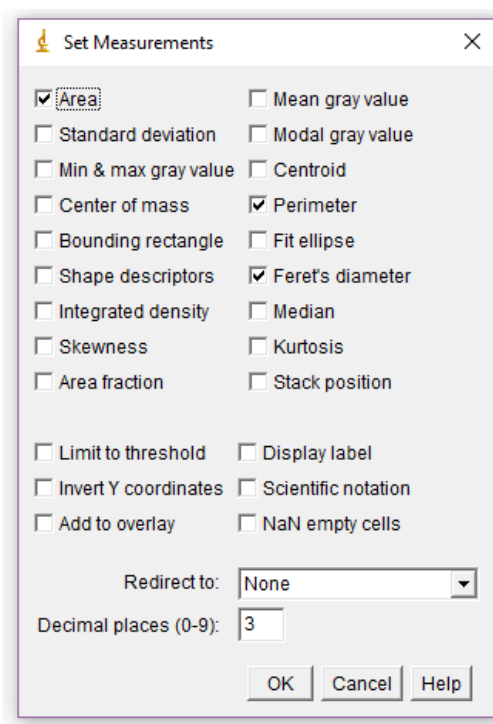 Set Measurements
Area Mean gray value
Standard deviation Modal gray value
Min & max gray value Centroid
Center of mass Perimeter
Bounding rectangle Fit ellipse
Shape descriptors Feret's diameter
Integrated density Median
Skewness Kurtosis
Area fraction Stack position
Limit to threshold Display label
Invert Y coordinates Scientific notation
Add to overlay NaN empty cells
Redirect to: None
Decimal places (0-9): 3
OK Cancel Help